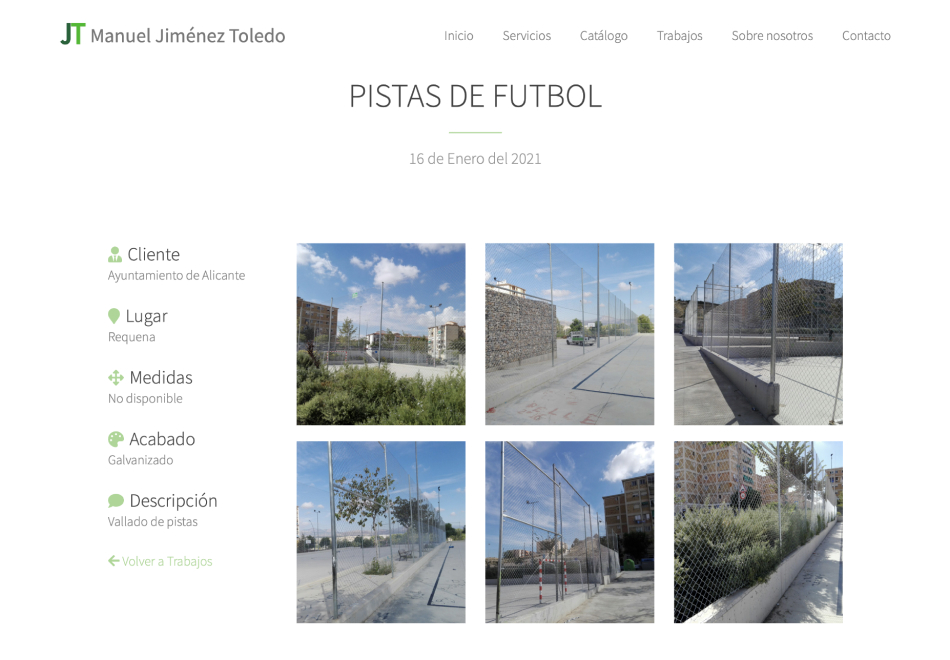 JT Manuel Jiménez Toledo
Inicio Servicios Catálogo Trabajos Sobre nosotros Contacto
PISTAS DE FUTBOL
16 de Enero del 2021
Cliente
Ayuntamiento de Alicante
Lugar
Requena
Medidas
No disponible
Acabado
Galvanizado
Descripción
Vallado de pistas
Volver a Trabajos